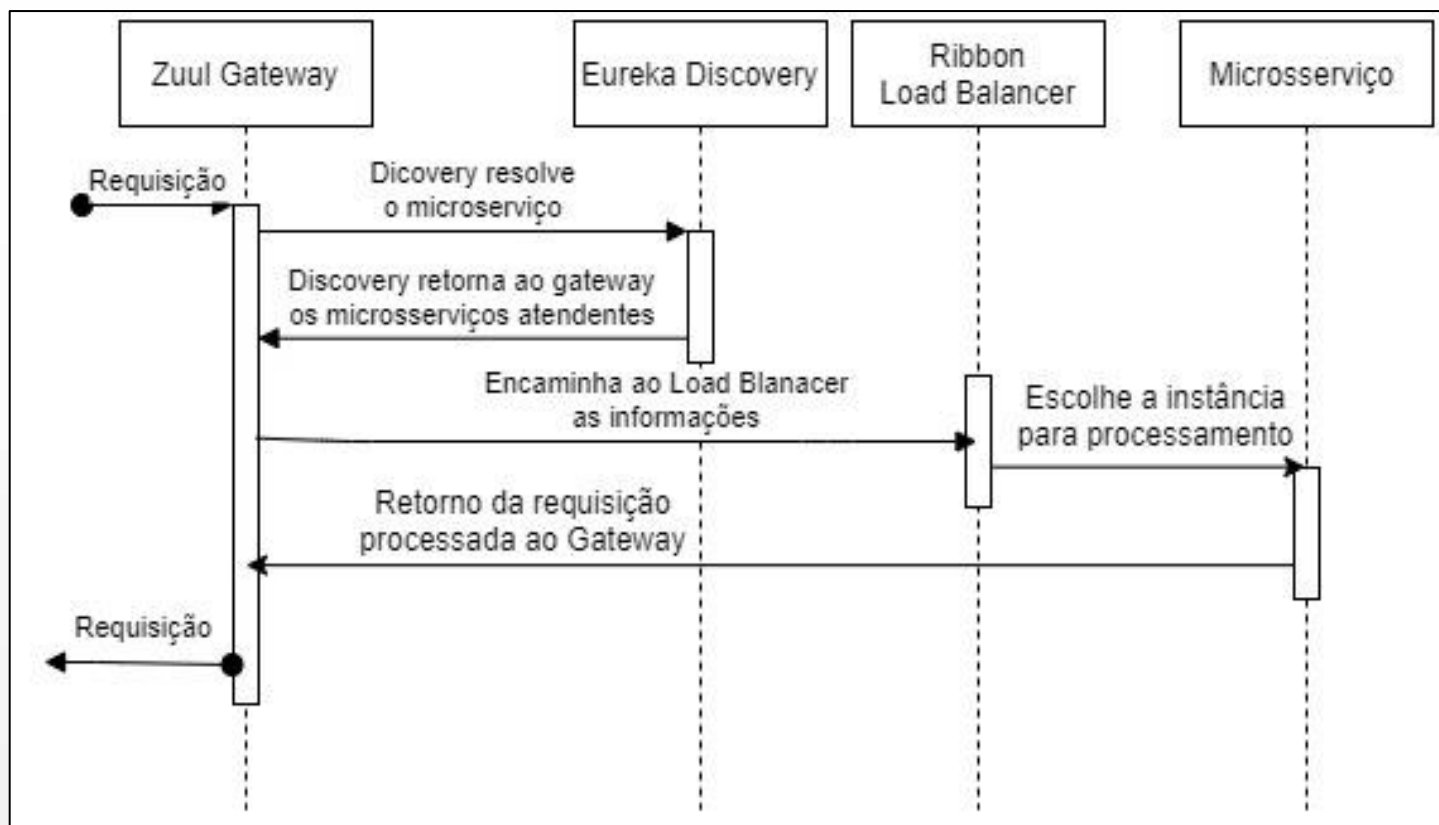 Zuul Gateway
Eureka Discovery
Ribbon
Load Balancer
Microsserviço
Requisição
Dicovery resolve
o microserviço
Discovery retorna ao gateway
os microsserviços atendentes
Encaminha ao Load Blanacer
as informações
Escolhe a instância
para processamento
Retorno da requisição
processada ao Gateway
Requisição